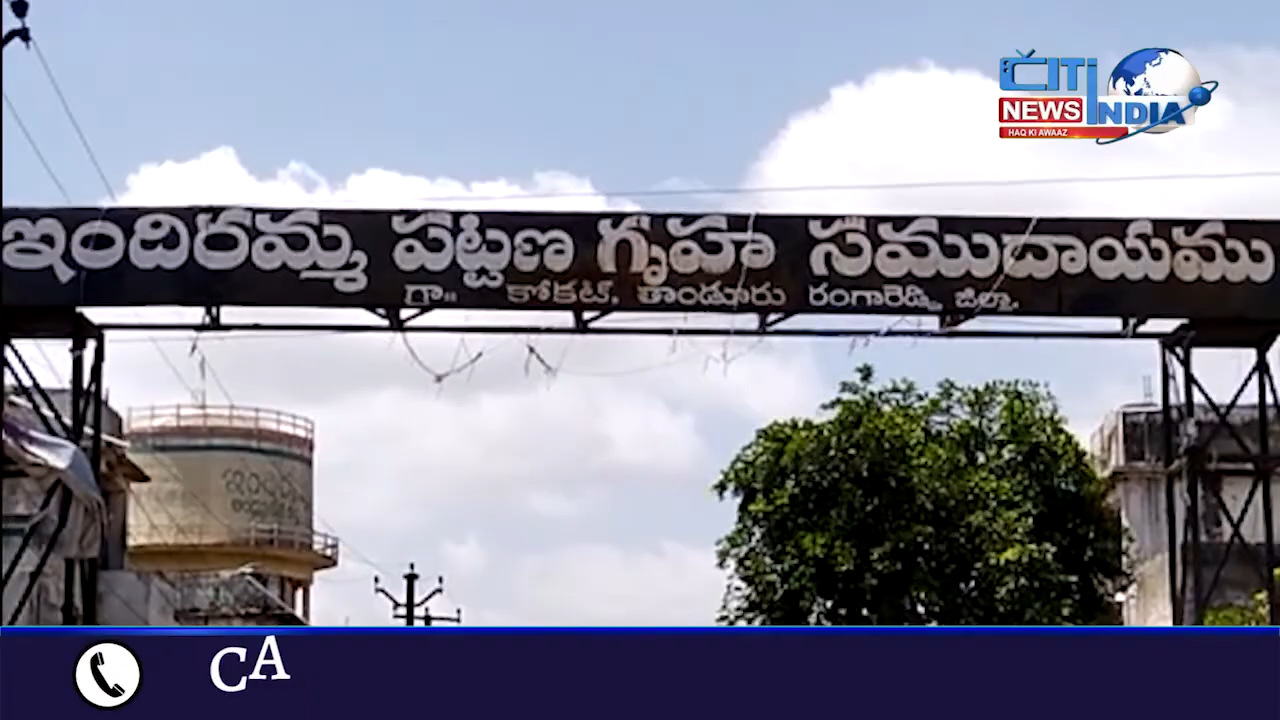 CITI
NEWS INDIA
HAQ KI AWAAZ
ఇందిరమ్మ పట్టణ గృహ సముదాయము
గ్రా॥ కోకట్, తాండూరు రంగారెడ్డి జిల్లా.
CA